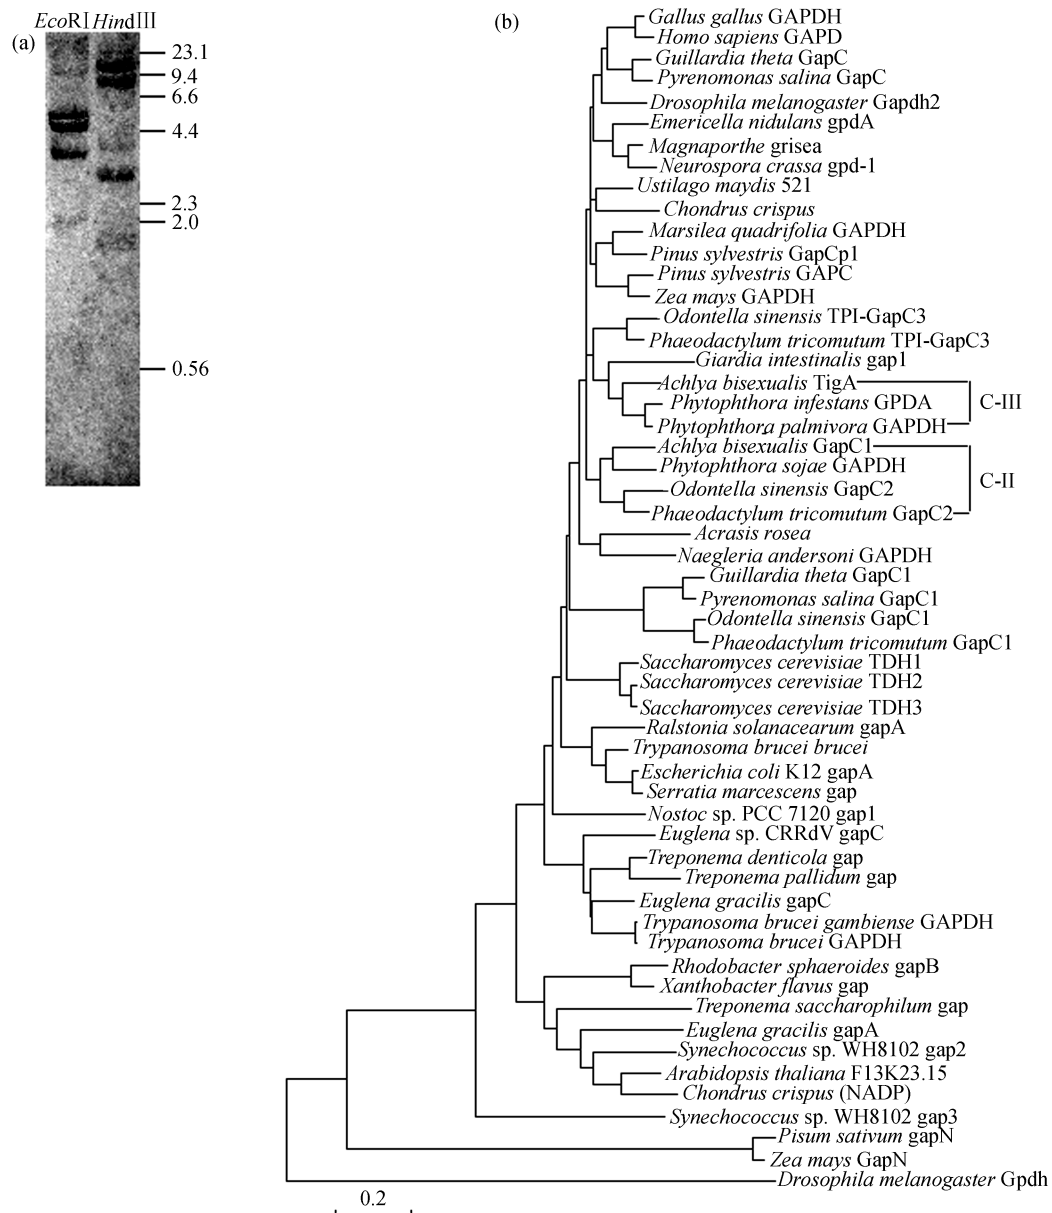 EcoRI HindIII
(a)
23.1
9.4
6.6
4.4
2.3
2.0
0.56
(b)
Gallus gallus GAPDH
Homo sapiens GAPD
Guillardia theta GapC
Pyrenomonas salina GapC
Drosophila melanogaster Gapdh2
Emericella nidulans gpdA
Magnaporthe grisea
Neurospora crassa gpd-1
Ustilago maydis 521
Chondrus crispus
Marsilea quadrifolia GAPDH
Pinus sylvestris GapCp1
Pinus sylvestris GAPC
Zea mays GAPDH
Odontella sinensis TPI-GapC3
Phaeodactylum tricomutum TPI-GapC3
Giardia intestinalis gap1
Achlya bisexualis TigA
Phytophthora infestans GPDA
C-III
Phytophthora palmivora GAPDH
Achlya bisexualis GapC1
Phytophthora sojae GAPDH
C-II
Odontella sinensis GapC2
Phaeodactylum tricomutum GapC2
Acrasis rosea
Naegleria andersoni GAPDH
Guillardia theta GapC1
Pyrenomonas salina GapC1
Odontella sinensis GapC1
Phaeodactylum tricomutum GapC1
Saccharomyces cerevisiae TDH1
Saccharomyces cerevisiae TDH2
Saccharomyces cerevisiae TDH3
Ralstonia solanacearum gapA
Trypanosoma brucei brucei
Escherichia coli K12 gapA
Serratia marcescens gap
Nostoc sp. PCC 7120 gap1
Euglena sp. CRRdV gapC
Treponema denticola gap
Treponema pallidum gap
Euglena gracilis gapC
Trypanosoma brucei gambiense GAPDH
Trypanosoma brucei GAPDH
Rhodobacter sphaeroides gapB
Xanthobacter flavus gap
Treponema saccharophilum gap
Euglena gracilis gapA
Synechococcus sp. WH8102 gap2
Arabidopsis thaliana F13K23.15
Chondrus crispus (NADP)
Synechococcus sp. WH8102 gap3
Pisum sativum gapN
Zea mays GapN
Drosophila melanogaster Gpdh
0.2